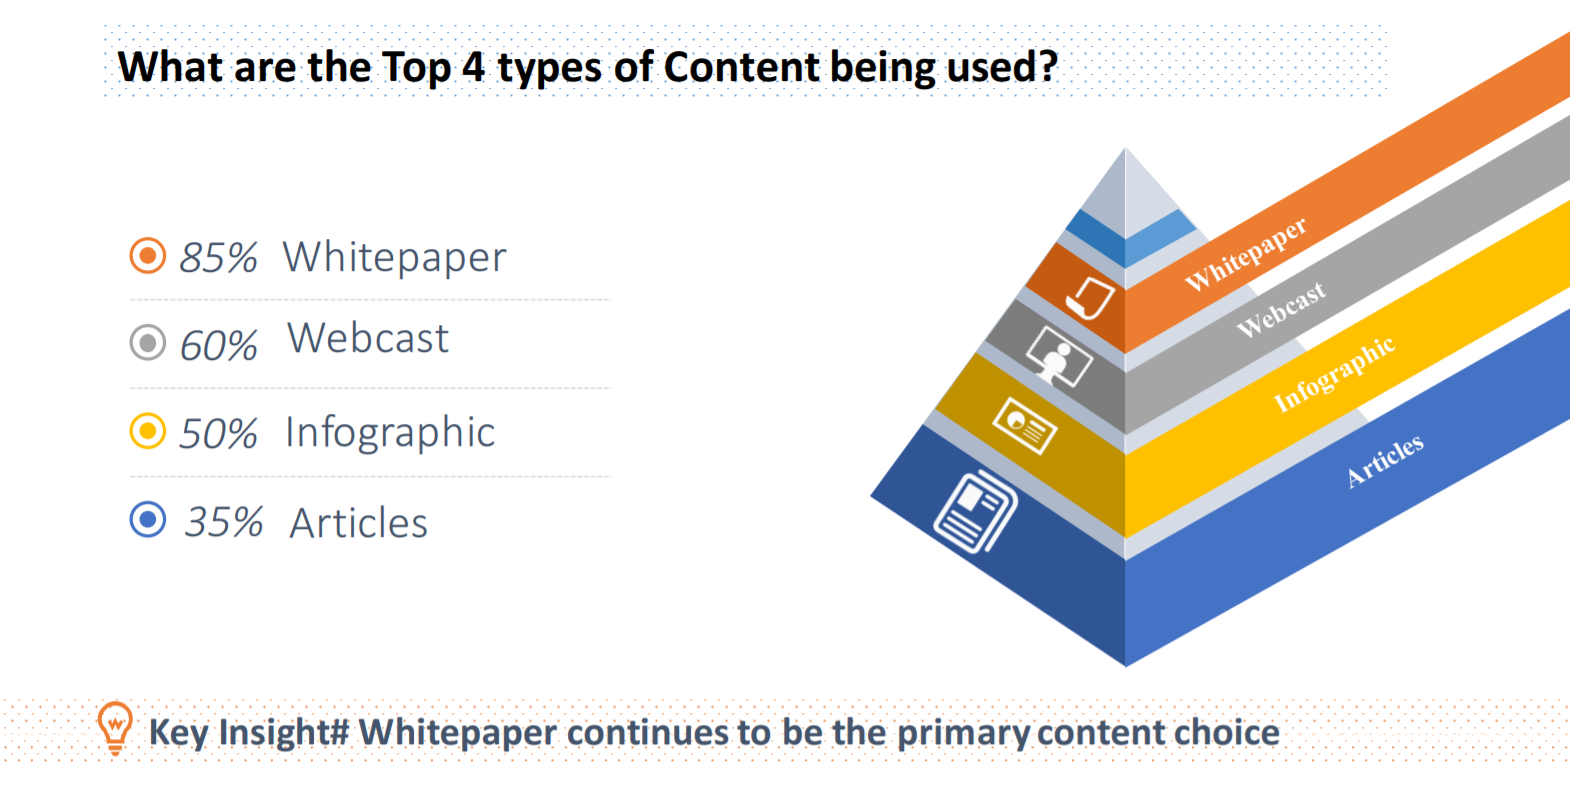 What are the Top 4 types of Content being used?
85% Whitepaper
60% Webcast
50% Infographic
35% Articles
Whitepaper
Webcast
Infographic
Articles
Key Insight# Whitepaper continues to be the primary content choice